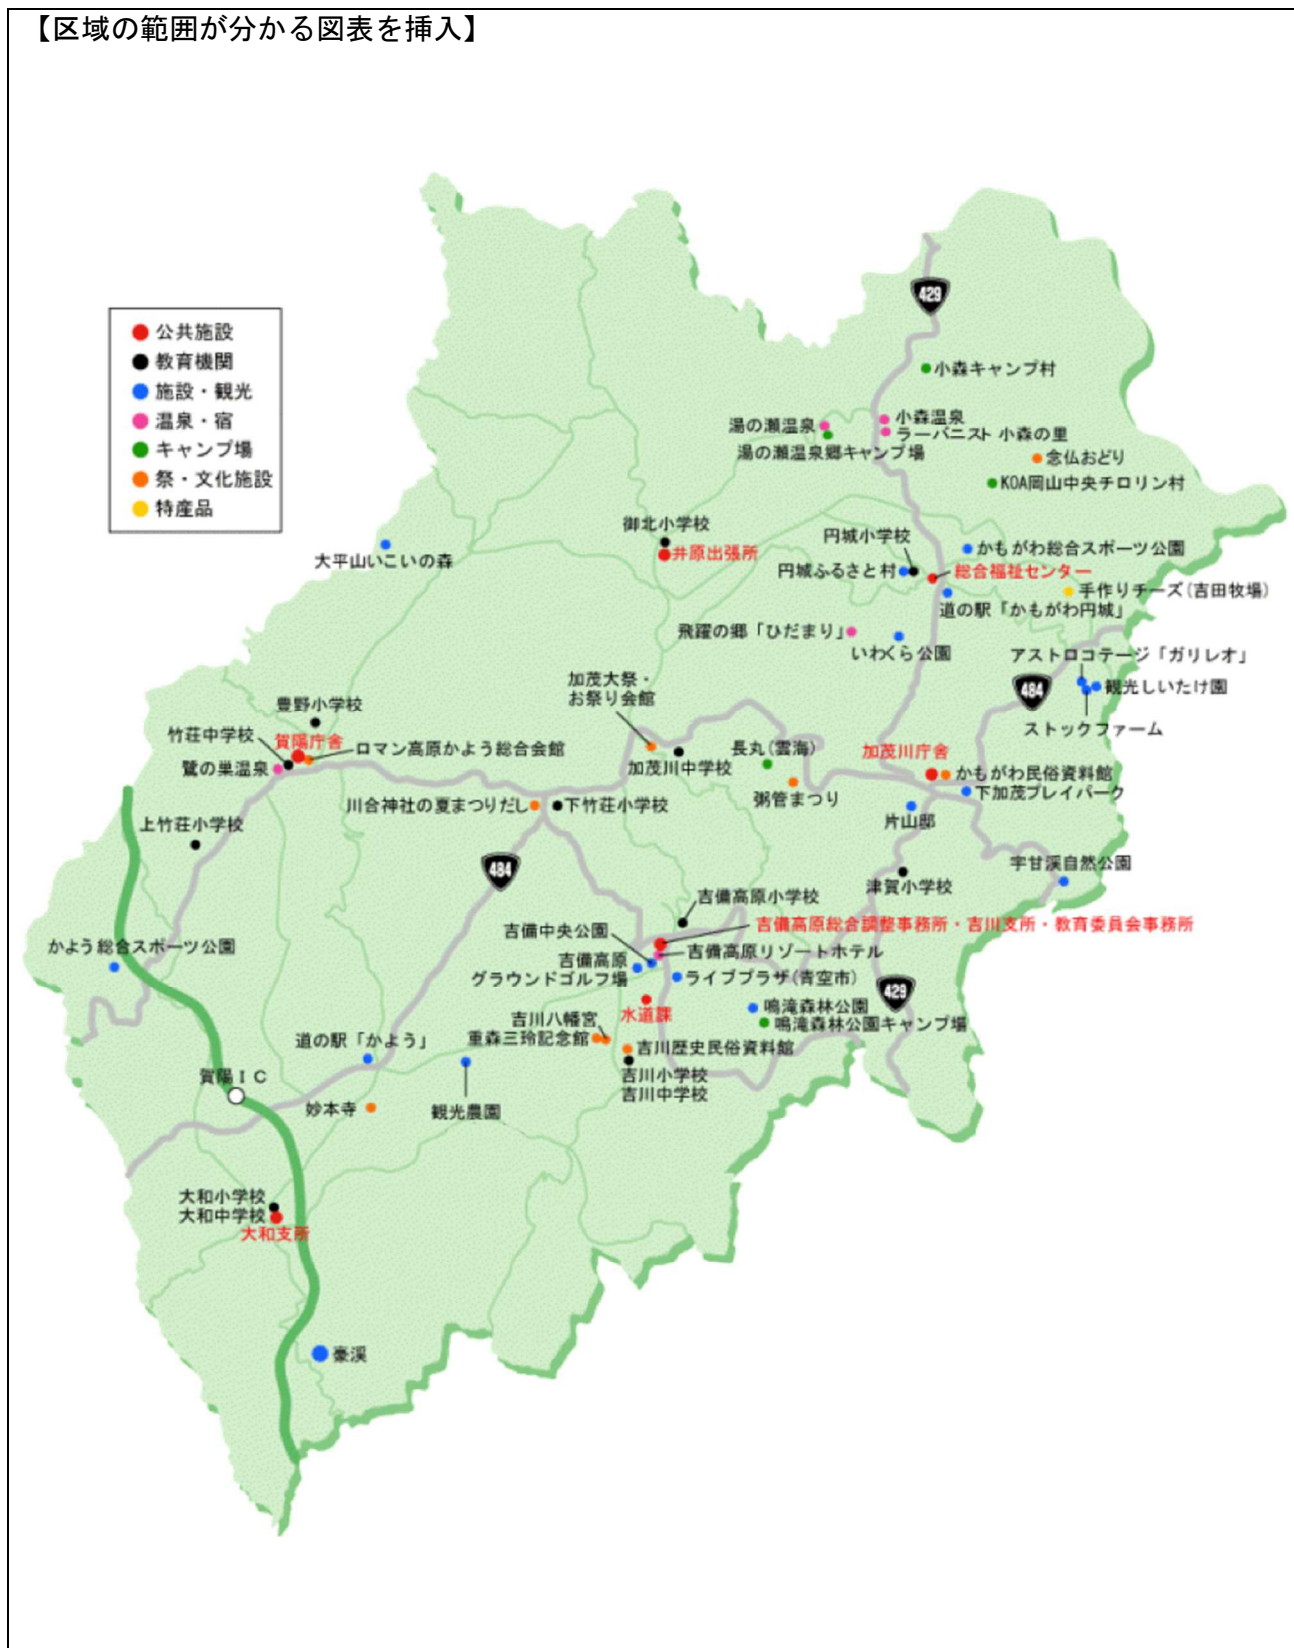 【区域の範囲が分かる図表を挿入】
公共施設
教育機関
施設・観光
温泉・宿
キャンプ場
祭・文化施設
特産品
429
小森キャンプ村
小森温泉
ラーバニスト 小森の里
湯の瀬温泉
湯の瀬温泉郷キャンプ場
念仏おどり
KOA岡山中央チロリン村
御北小学校
井原出張所
大平山いこいの森
円城小学校
円城ふるさと村
総合福祉センター
かもがわ総合スポーツ公園
手作りチーズ(吉田牧場)
道の駅「かもがわ円城」
飛躍の郷「ひだまり」
いわくら公園
アストロコテージ「ガリレオ」
484
観光しいたけ園
ストックファーム
加茂大祭・
お祭り会館
豊野小学校
竹荘中学校
賀陽庁舎
ロマン高原かよう総合会館
鷺の巣温泉
加茂川中学校
長丸(雲海)
粥管まつり
加茂川庁舎
かもがわ民俗資料館
下加茂プレイパーク
片山邸
川合神社の夏まつりだし
下竹荘小学校
上竹荘小学校
484
宇甘渓自然公園
津賀小学校
吉備高原小学校
吉備高原総合調整事務所・吉川支所・教育委員会事務所
吉備中央公園
吉備高原リゾートホテル
吉備高原
グラウンドゴルフ場
ライブプラザ(青空市)
かよう総合スポーツ公園
429
水道課
鳴滝森林公園
鳴滝森林公園キャンプ場
吉川八幡宮
重森三玲記念館
吉川歴史民俗資料館
吉川小学校
吉川中学校
道の駅「かよう」
賀陽IC
妙本寺
観光農園
大和小学校
大和中学校
大和支所
豪渓